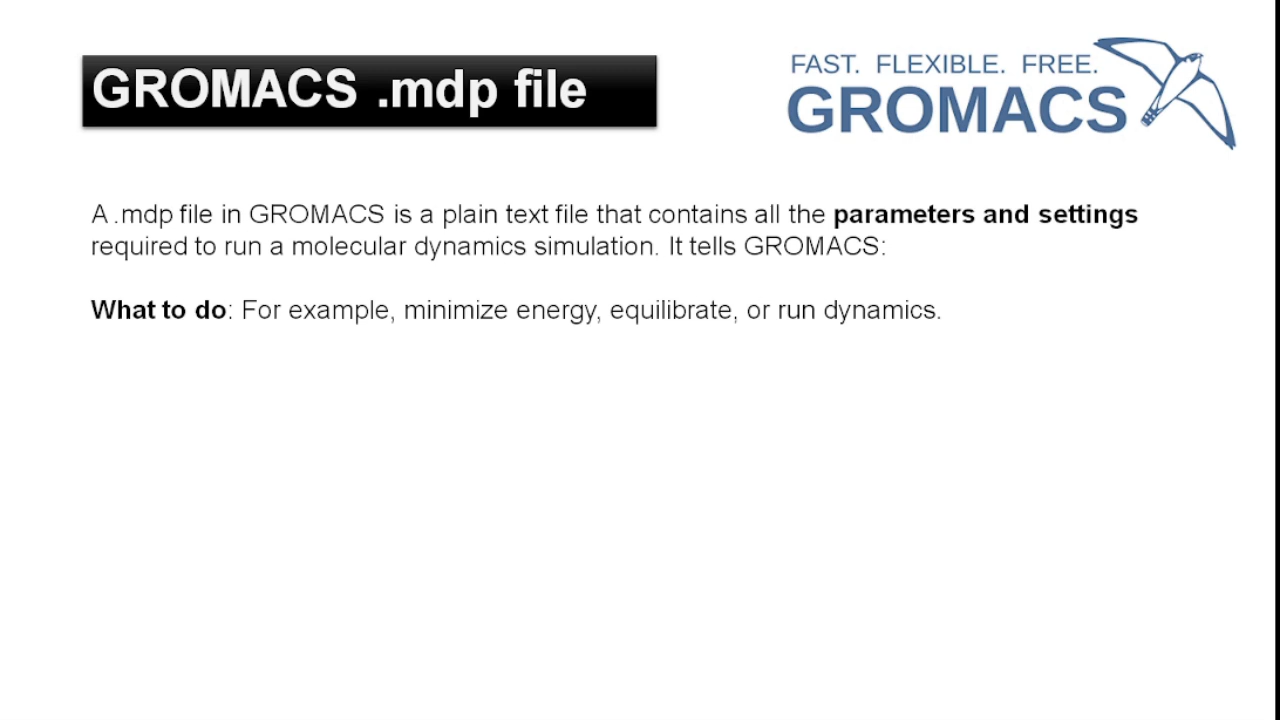 GROMACS .mdp file
FAST. FLEXIBLE. FREE.
GROMACS
A .mdp file in GROMACS is a plain text file that contains all the parameters and settings
required to run a molecular dynamics simulation. It tells GROMACS:
What to do: For example, minimize energy, equilibrate, or run dynamics.